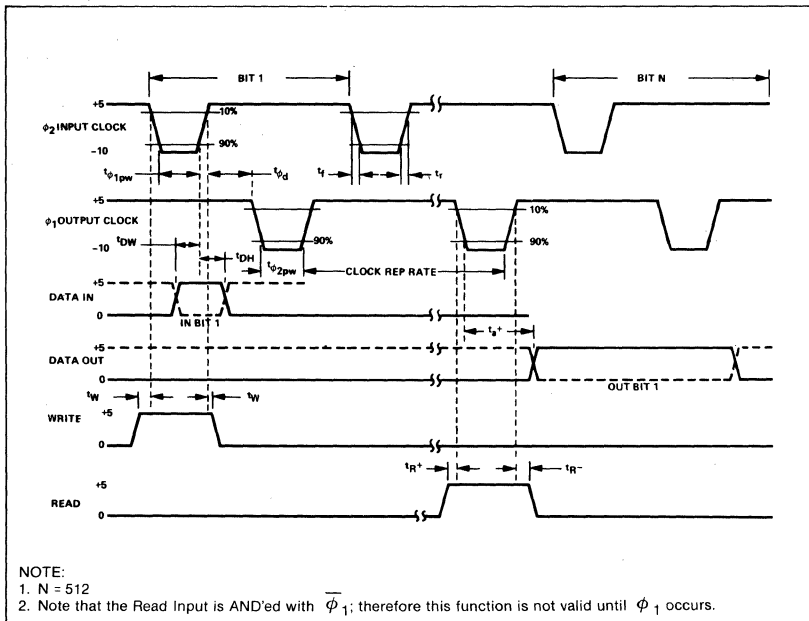 BIT 1
BIT N
+5
10%
ϕ2 INPUT CLOCK
90%
-10
tϕ1pw
tϕd
tf
tr
+5
ϕ1 OUTPUT CLOCK
10%
-10
90%
90%
tDW
tDH
tϕ2pw
CLOCK REP RATE
+5
DATA IN
0
IN BIT 1
ta+
+5
DATA OUT
0
OUT BIT 1
tW
tW
WRITE
+5
0
tR+
tR-
READ
+5
0
NOTE:
1. N = 512
2. Note that the Read Input is AND'ed with ϕ̅1; therefore this function is not valid until ϕ1 occurs.